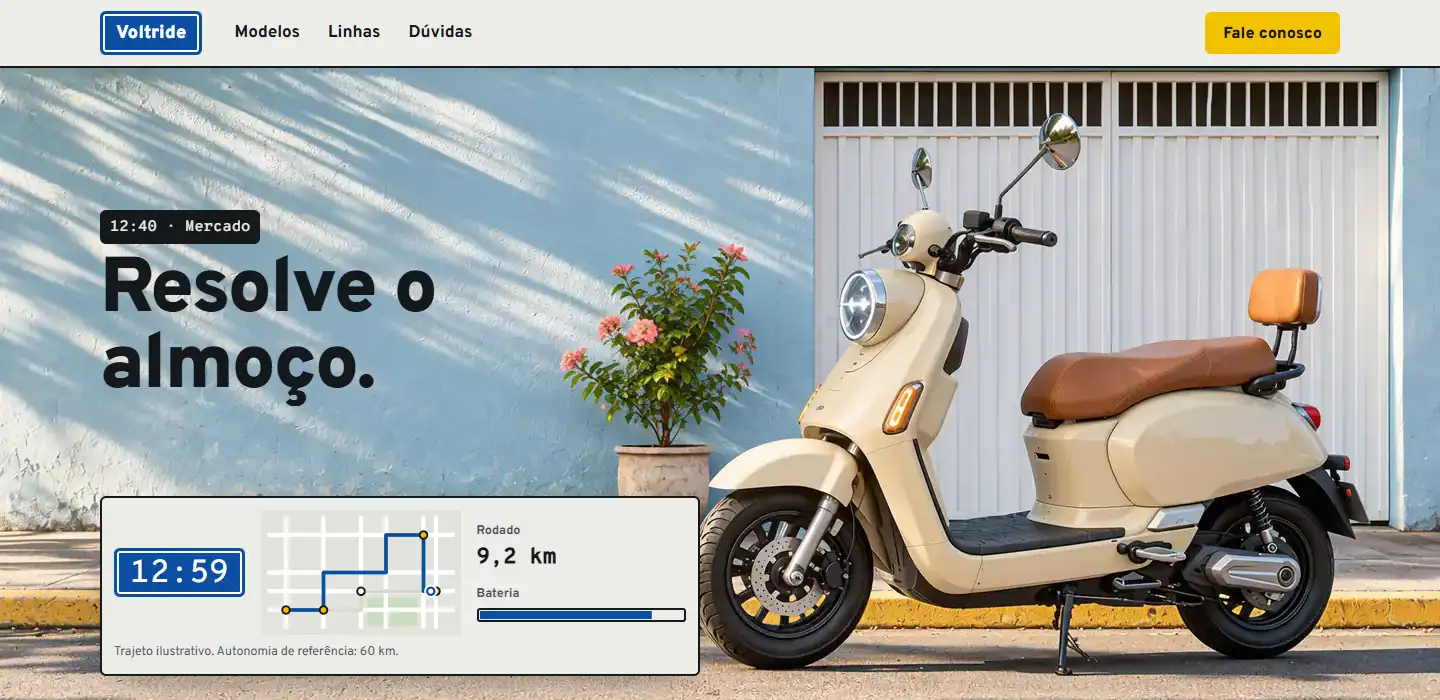 Voltride
Modelos
Linhas
Dúvidas
Fale conosco
12:40 · Mercado
Resolve o
almoço.
12:59
Rodado
9,2 km
Bateria
Trajeto ilustrativo. Autonomia de referência: 60 km.